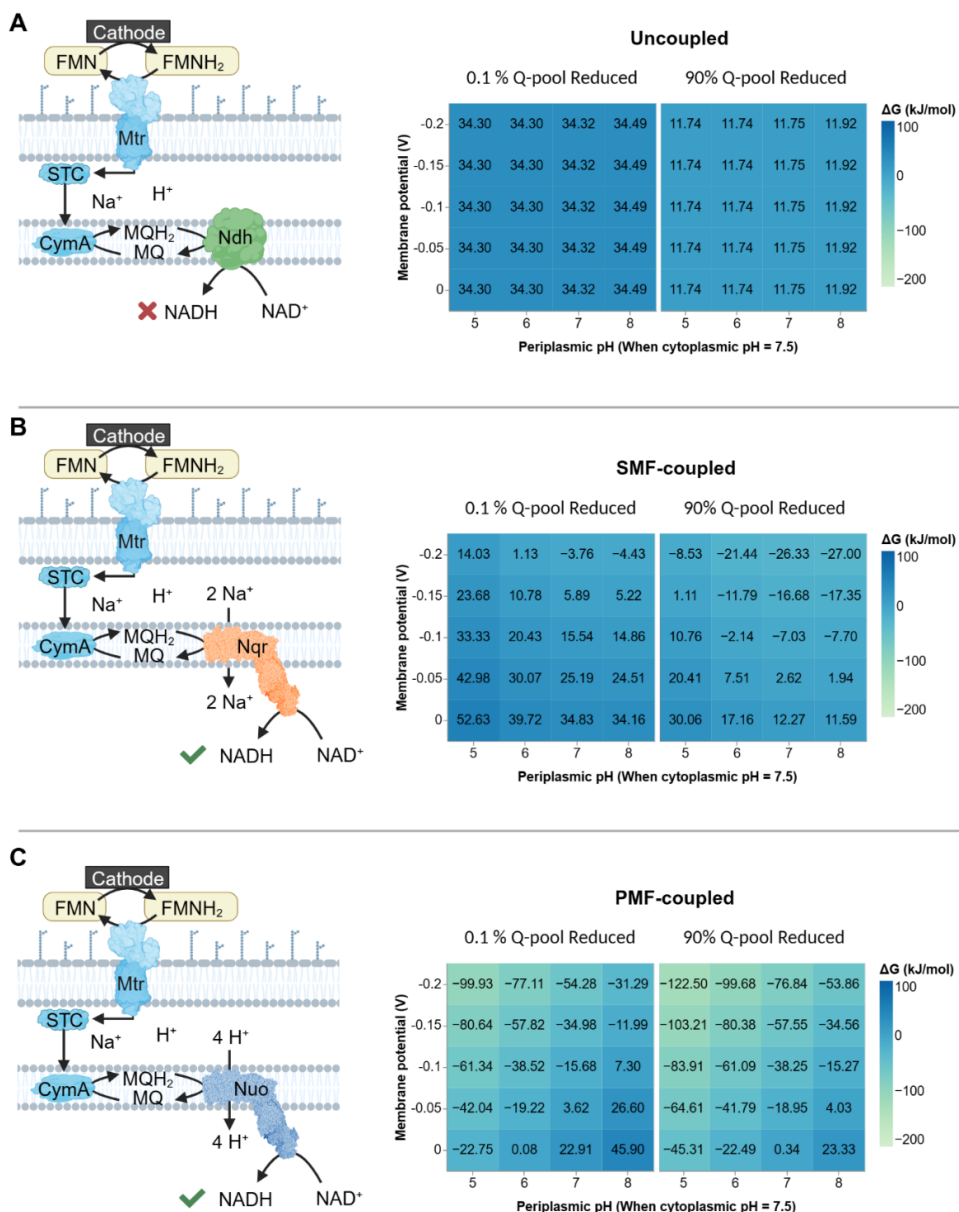 A
Cathode
FMN FMNH₂
Mtr
STC
Na⁺ H⁺
CymA MQH₂ Ndh
MQ
NADH NAD⁺
Uncoupled
0.1 % Q-pool Reduced 90% Q-pool Reduced
ΔG (kJ/mol)
100
0
−100
−200
Membrane potential (V)
-0.2 34.30 34.30 34.32 34.49 11.74 11.74 11.75 11.92
-0.15 34.30 34.30 34.32 34.49 11.74 11.74 11.75 11.92
-0.1 34.30 34.30 34.32 34.49 11.74 11.74 11.75 11.92
-0.05 34.30 34.30 34.32 34.49 11.74 11.74 11.75 11.92
0 34.30 34.30 34.32 34.49 11.74 11.74 11.75 11.92
5 6 7 8 5 6 7 8
Periplasmic pH (When cytoplasmic pH = 7.5)
B
Cathode
FMN FMNH₂
Mtr
STC
Na⁺ H⁺ 2 Na⁺
CymA MQH₂ Nqr
MQ
2 Na⁺
NADH NAD⁺
SMF-coupled
0.1 % Q-pool Reduced 90% Q-pool Reduced
ΔG (kJ/mol)
100
0
−100
−200
Membrane potential (V)
-0.2 14.03 1.13 −3.76 −4.43 −8.53 −21.44 −26.33 −27.00
-0.15 23.68 10.78 5.89 5.22 1.11 −11.79 −16.68 −17.35
-0.1 33.33 20.43 15.54 14.86 10.76 −2.14 −7.03 −7.70
-0.05 42.98 30.07 25.19 24.51 20.41 7.51 2.62 1.94
0 52.63 39.72 34.83 34.16 30.06 17.16 12.27 11.59
5 6 7 8 5 6 7 8
Periplasmic pH (When cytoplasmic pH = 7.5)
C
Cathode
FMN FMNH₂
Mtr
STC
Na⁺ H⁺ 4 H⁺
CymA MQH₂ Nuo
MQ
4 H⁺
NADH NAD⁺
PMF-coupled
0.1 % Q-pool Reduced 90% Q-pool Reduced
ΔG (kJ/mol)
100
0
−100
−200
Membrane potential (V)
-0.2 −99.93 −77.11 −54.28 −31.29 −122.50 −99.68 −76.84 −53.86
-0.15 −80.64 −57.82 −34.98 −11.99 −103.21 −80.38 −57.55 −34.56
-0.1 −61.34 −38.52 −15.68 7.30 −83.91 −61.09 −38.25 −15.27
-0.05 −42.04 −19.22 3.62 26.60 −64.61 −41.79 −18.95 4.03
0 −22.75 0.08 22.91 45.90 −45.31 −22.49 0.34 23.33
5 6 7 8 5 6 7 8
Periplasmic pH (When cytoplasmic pH = 7.5)